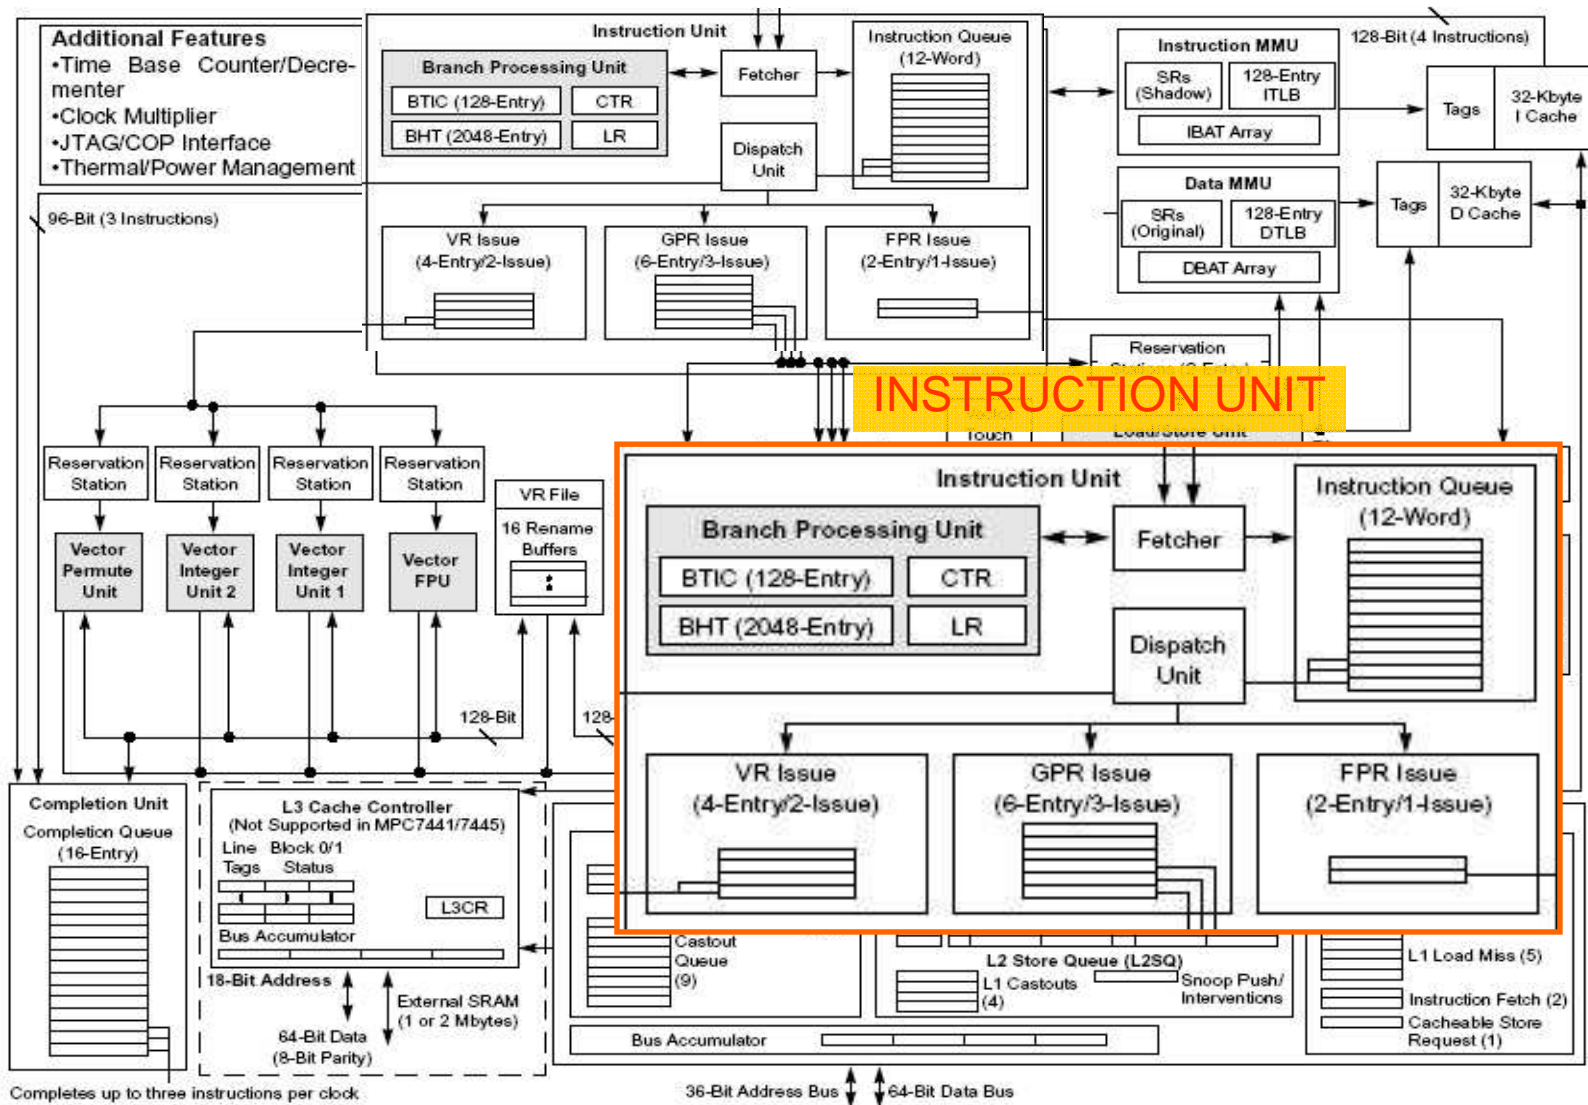 Additional Features
•Time Base Counter/Decre-
menter
•Clock Multiplier
•JTAG/COP Interface
•Thermal/Power Management
96-Bit (3 Instructions)
Instruction Unit
Branch Processing Unit
BTIC (128-Entry)
CTR
BHT (2048-Entry)
LR
Fetcher
Dispatch
Unit
Instruction Queue
(12-Word)
VR Issue
(4-Entry/2-Issue)
GPR Issue
(6-Entry/3-Issue)
FPR Issue
(2-Entry/1-Issue)
128-Bit (4 Instructions)
Instruction MMU
SRs
(Shadow)
128-Entry
ITLB
IBAT Array
Tags
32-Kbyte
I Cache
Data MMU
SRs
(Original)
128-Entry
DTLB
DBAT Array
Tags
32-Kbyte
D Cache
Reservation
INSTRUCTION UNIT
Touch
Load/Store Unit
Reservation
Station
Reservation
Station
Reservation
Station
Reservation
Station
Vector
Permute
Unit
Vector
Integer
Unit 2
Vector
Integer
Unit 1
Vector
FPU
VR File
16 Rename
Buffers
128-Bit
128-
Instruction Unit
Branch Processing Unit
BTIC (128-Entry)
CTR
BHT (2048-Entry)
LR
Fetcher
Dispatch
Unit
Instruction Queue
(12-Word)
VR Issue
(4-Entry/2-Issue)
GPR Issue
(6-Entry/3-Issue)
FPR Issue
(2-Entry/1-Issue)
Completion Unit
Completion Queue
(16-Entry)
Completes up to three instructions per clock
L3 Cache Controller
(Not Supported in MPC7441/7445)
Line
Tags
Block 0/1
Status
L3CR
Bus Accumulator
18-Bit Address
64-Bit Data
(8-Bit Parity)
External SRAM
(1 or 2 Mbytes)
Castout
Queue
(9)
L2 Store Queue (L2SQ)
L1 Castouts
(4)
Snoop Push/
Interventions
L1 Load Miss (5)
Instruction Fetch (2)
Cacheable Store
Request (1)
Bus Accumulator
36-Bit Address Bus
64-Bit Data Bus